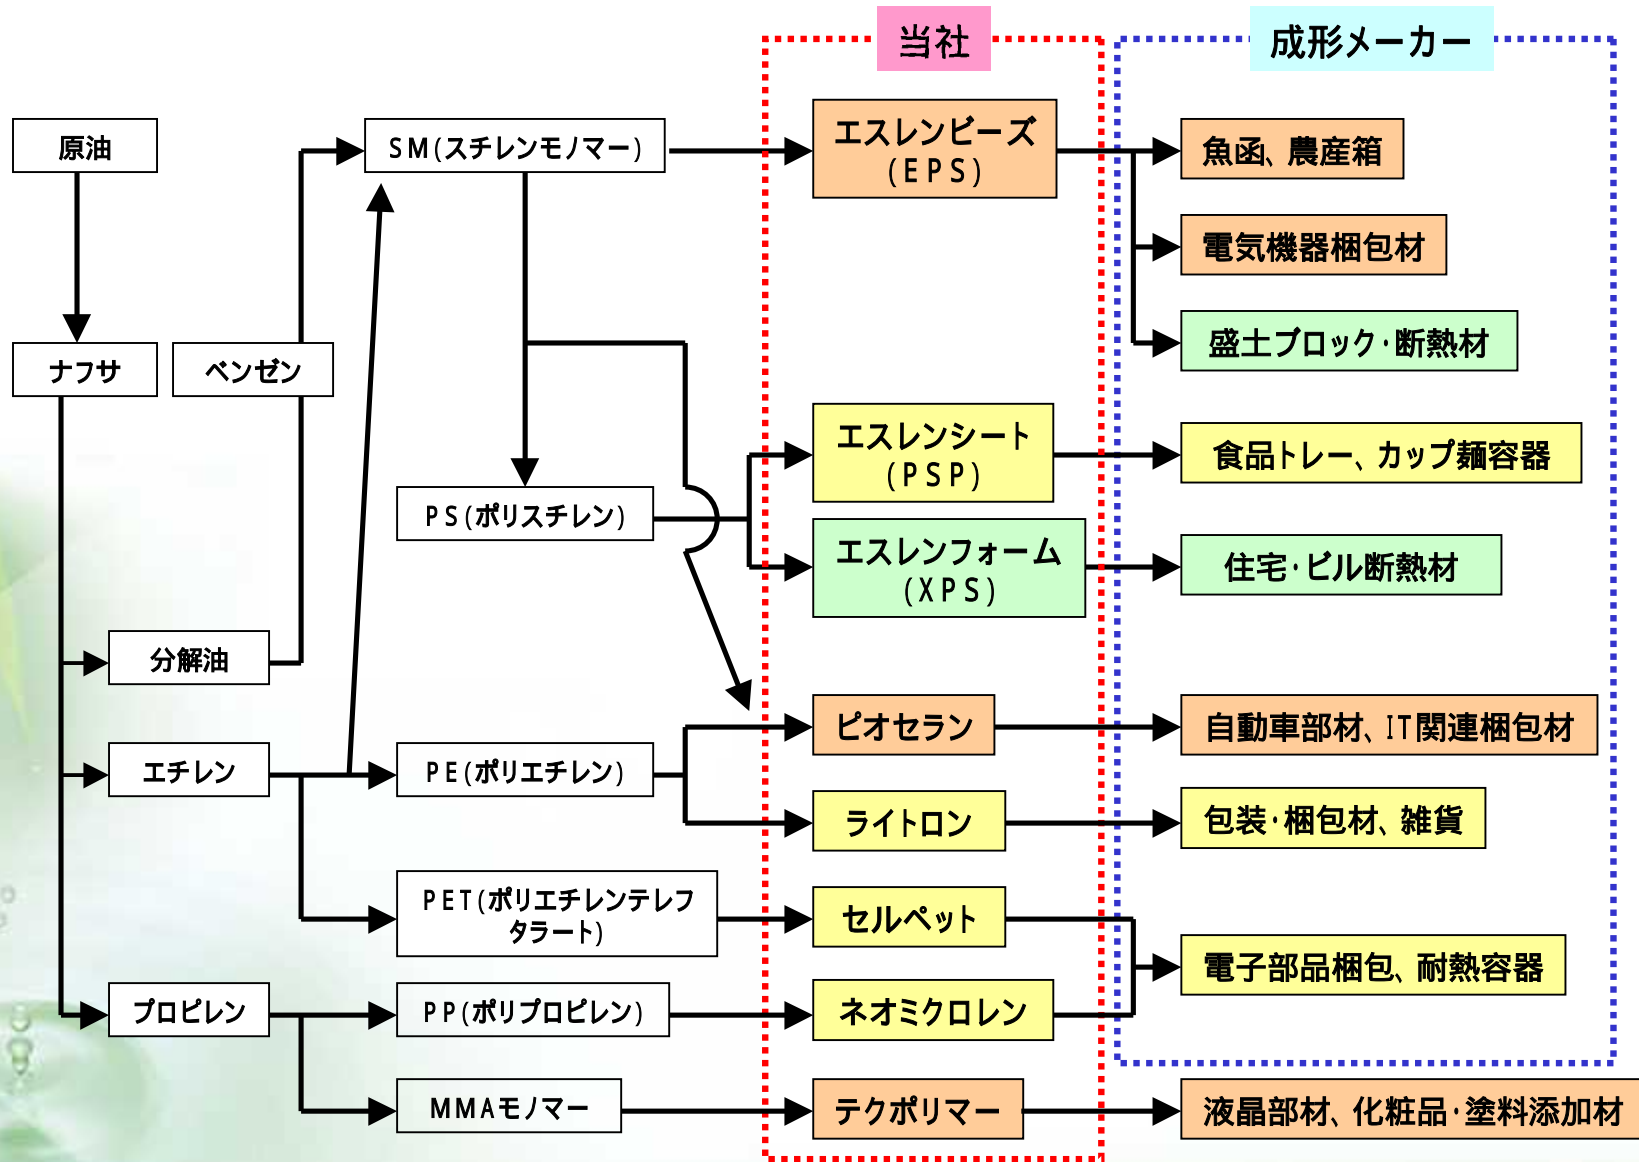 当社
成形メーカー
原油
SM(スチレンモノマー)
エスレンビーズ
(EPS)
魚函、農産箱
電気機器梱包材
盛土ブロック・断熱材
ナフサ
ベンゼン
エスレンシート
(PSP)
食品トレー、カップ麺容器
PS(ポリスチレン)
エスレンフォーム
(XPS)
住宅・ビル断熱材
分解油
ピオセラン
自動車部材、IT関連梱包材
エチレン
PE(ポリエチレン)
ライトロン
包装・梱包材、雑貨
PET(ポリエチレンテレフ
タラート)
セルペット
電子部品梱包、耐熱容器
プロピレン
PP(ポリプロピレン)
ネオミクロレン
MMAモノマー
テクポリマー
液晶部材、化粧品・塗料添加材